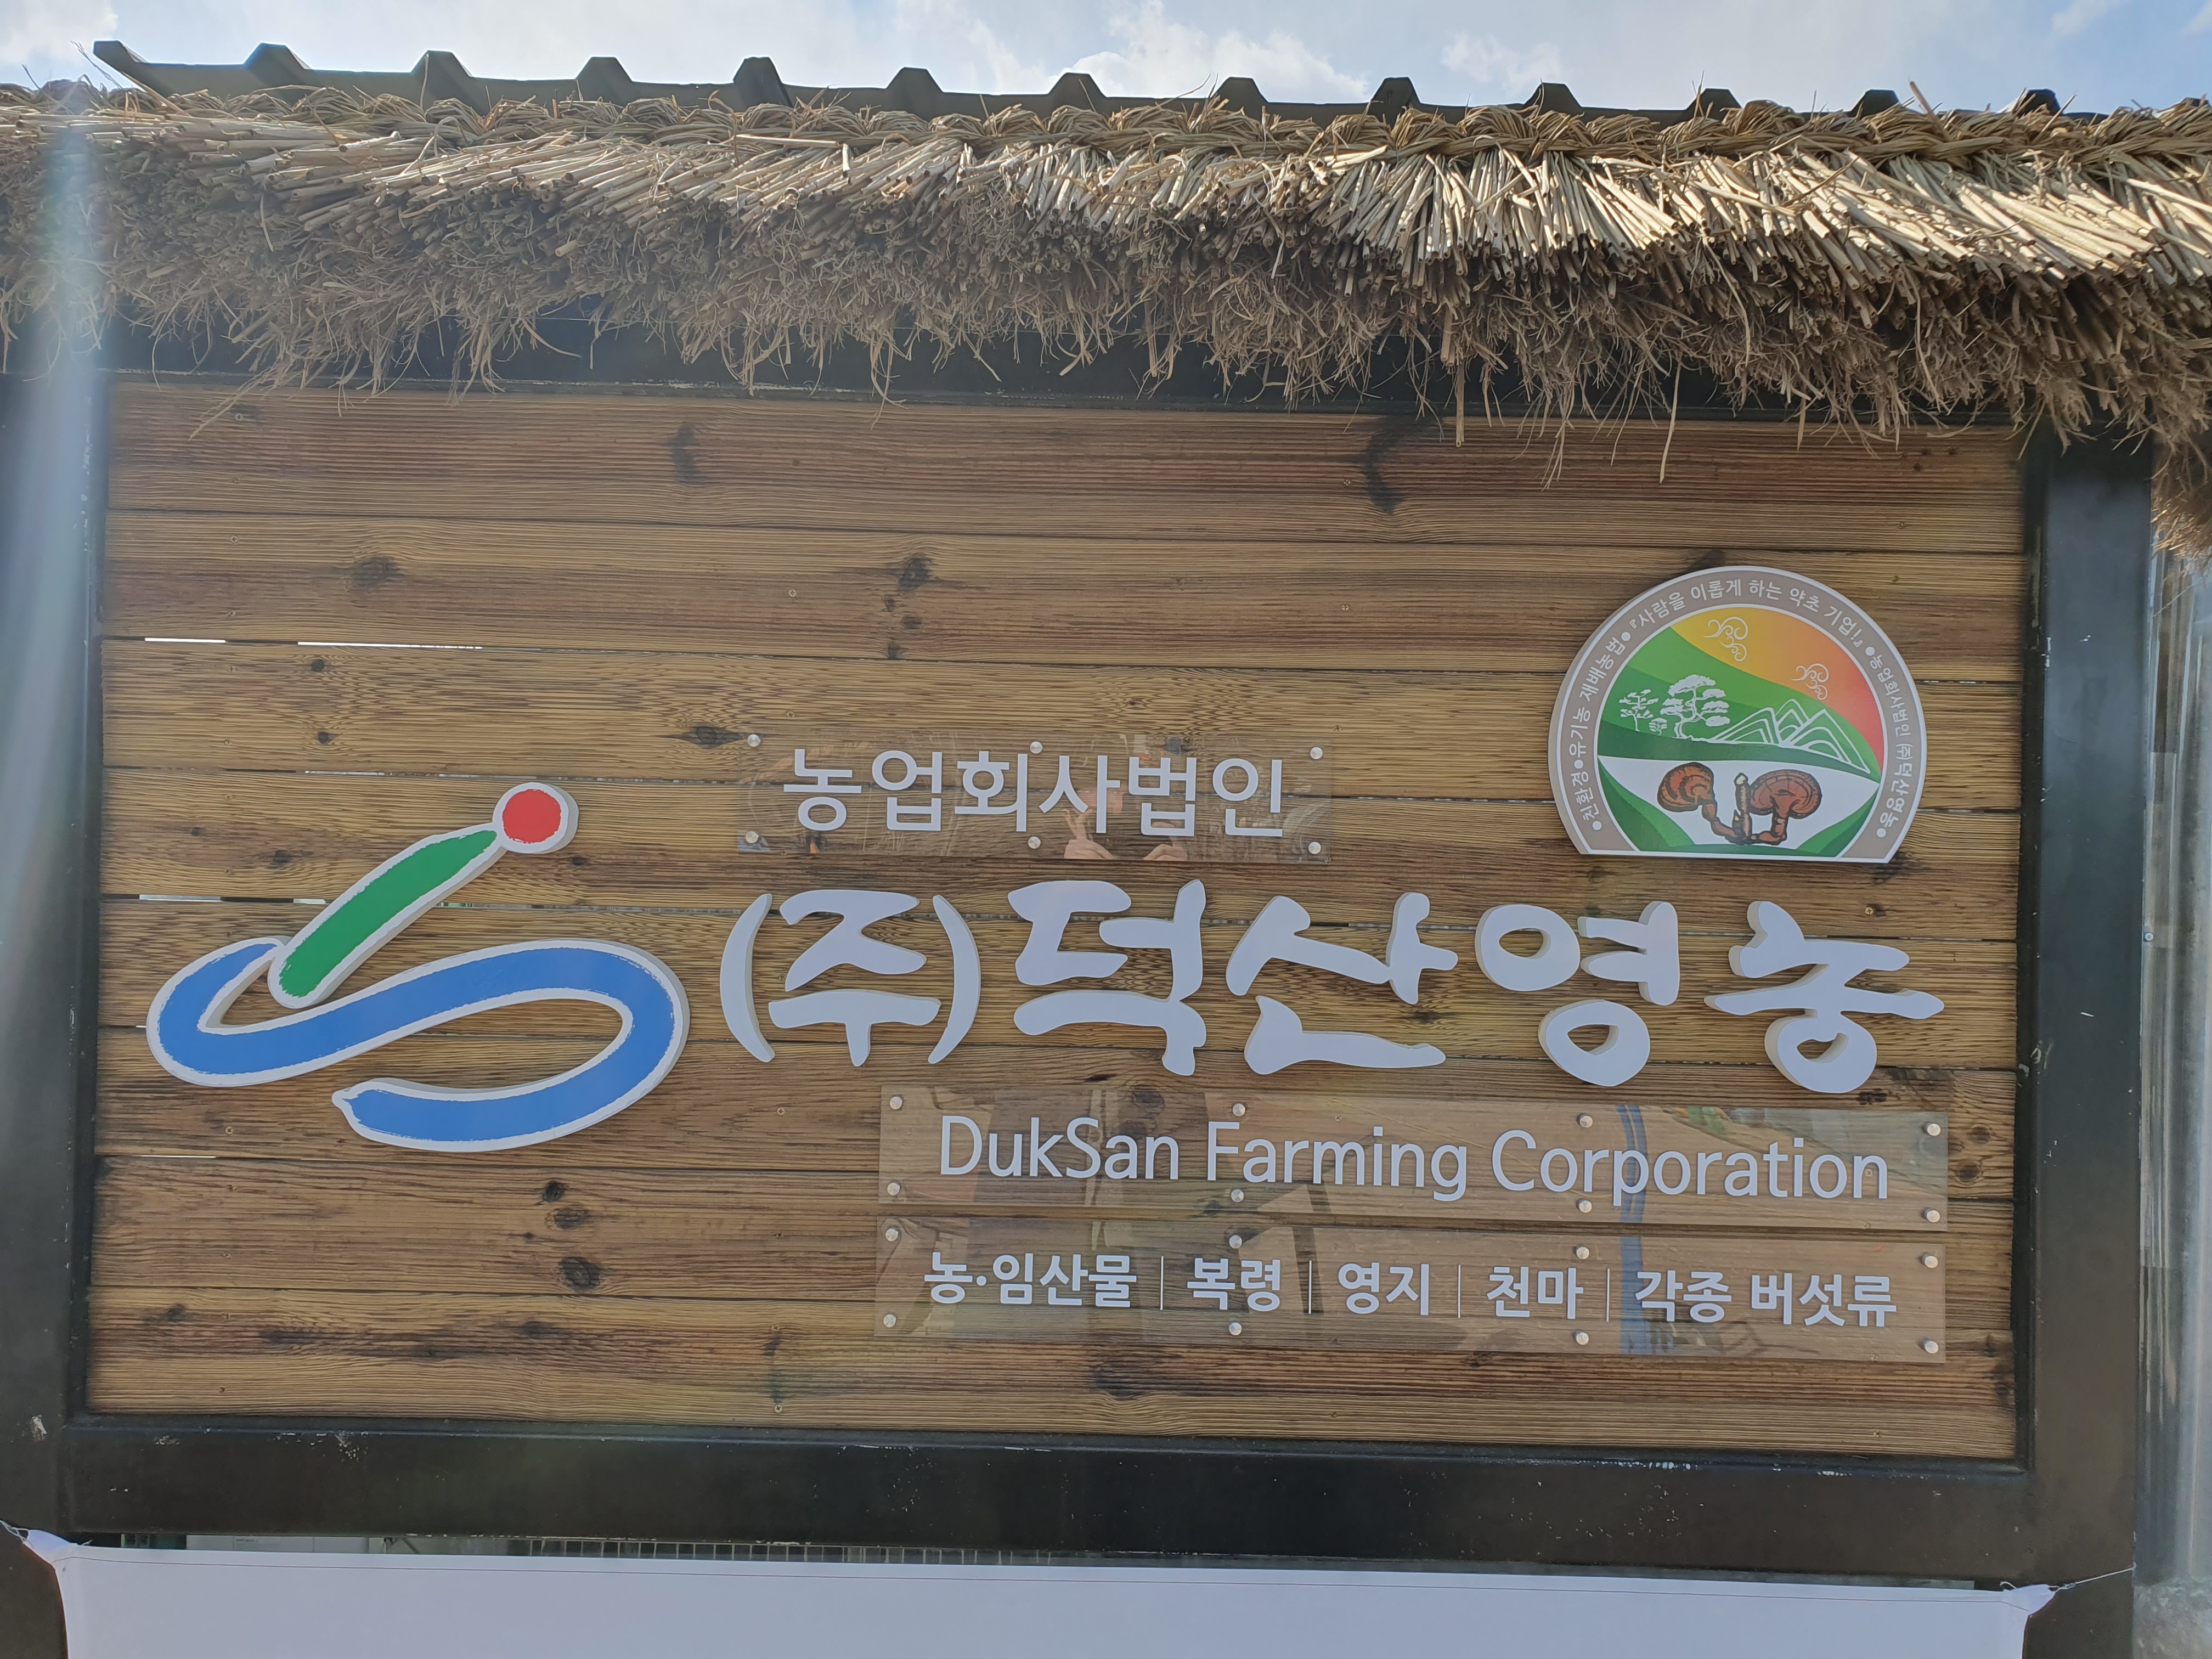 ●친환경●유기농 재배농법●『사람을 이롭게 하는 약초 기업!』●농업회사법인 ㈜덕산영농●
농업회사법인
(주)덕산영농
DukSan Farming Corporation
농·임산물 | 복령 | 영지 | 천마 | 각종 버섯류